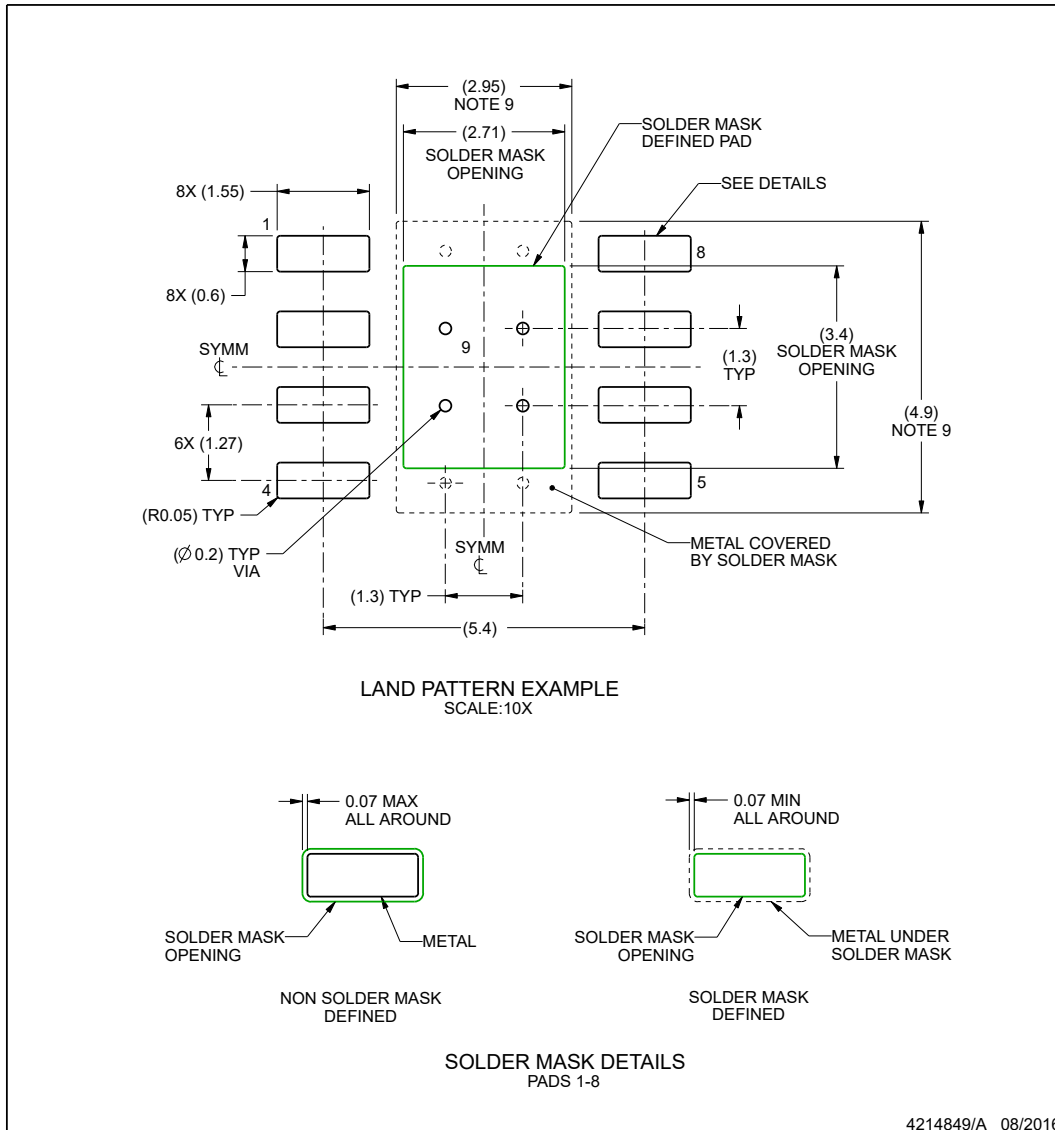 (2.95)
NOTE 9
(2.71)
SOLDER MASK
OPENING
SOLDER MASK
DEFINED PAD
SEE DETAILS
8X (1.55)
1
8
8X (0.6)
SYMM
℄
9
(1.3)
TYP
(3.4)
SOLDER MASK
OPENING
(4.9)
NOTE 9
6X (1.27)
4
5
(R0.05) TYP
(Ø 0.2) TYP
VIA
SYMM
℄
METAL COVERED
BY SOLDER MASK
(1.3) TYP
(5.4)
LAND PATTERN EXAMPLE
SCALE:10X
0.07 MAX
ALL AROUND
SOLDER MASK
OPENING
METAL
NON SOLDER MASK
DEFINED
0.07 MIN
ALL AROUND
SOLDER MASK
OPENING
METAL UNDER
SOLDER MASK
SOLDER MASK
DEFINED
SOLDER MASK DETAILS
PADS 1-8
4214849/A 08/2016